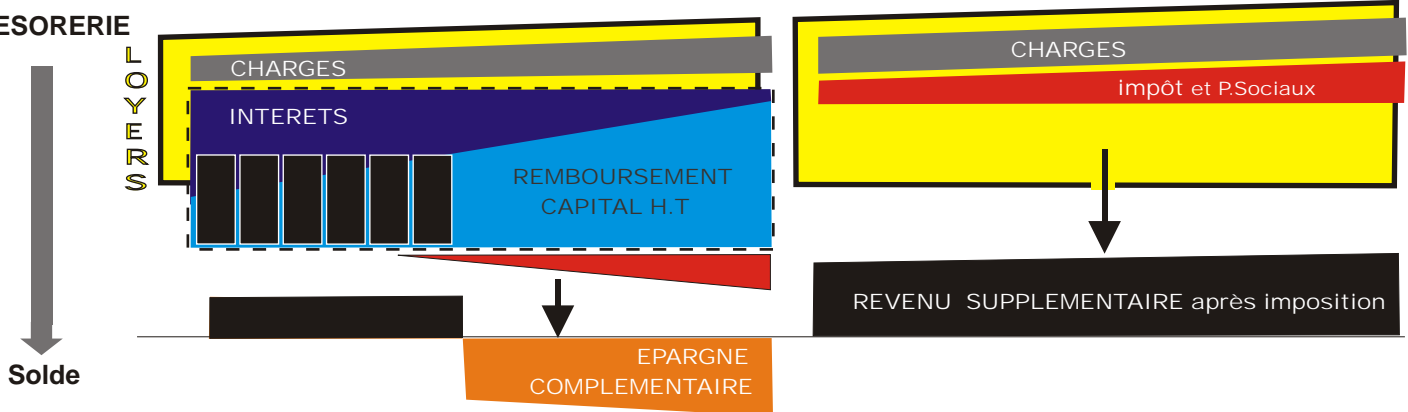 ESORERIE
LOYERS
CHARGES
INTERETS
REMBOURSEMENT
CAPITAL H.T
CHARGES
impôt et P.Sociaux
REVENU SUPPLEMENTAIRE après imposition
EPARGNE
COMPLEMENTAIRE
Solde